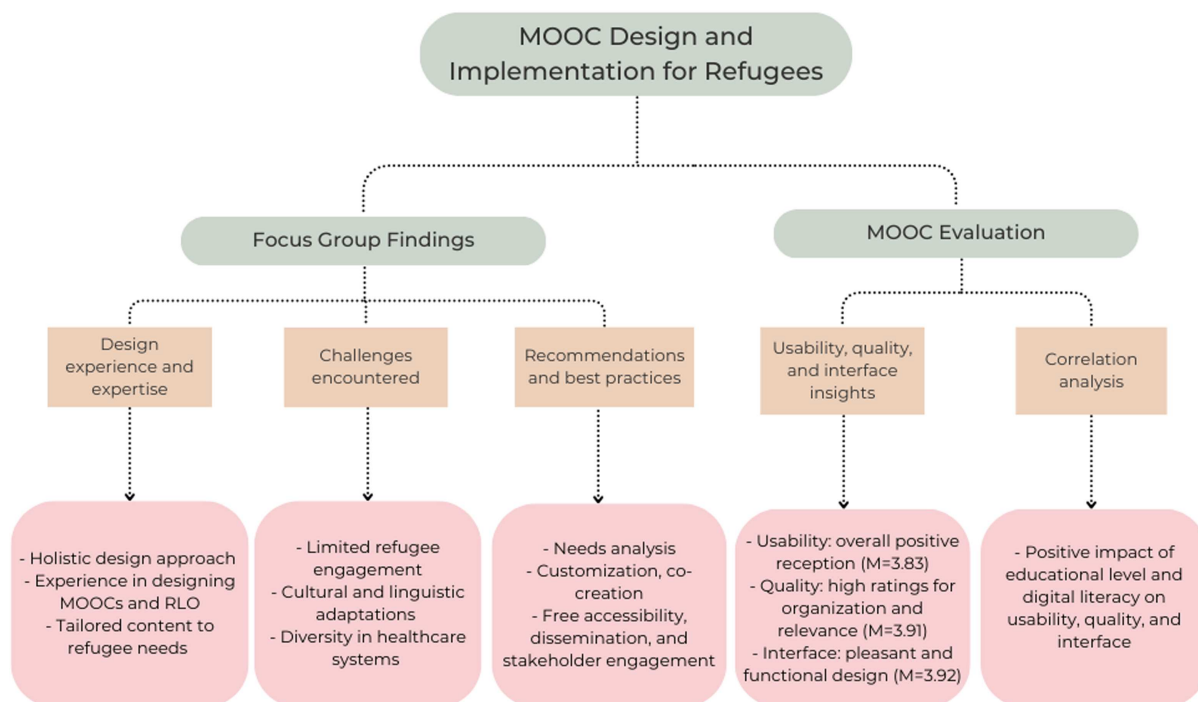 MOOC Design and
Implementation for Refugees
Focus Group Findings
MOOC Evaluation
Design
experience and
expertise
Challenges
encountered
Recommendations
and best practices
Usability, quality,
and interface
insights
Correlation
analysis
- Holistic design approach
- Experience in designing
MOOCs and RLO
- Tailored content to
refugee needs
- Limited refugee
engagement
- Cultural and linguistic
adaptations
- Diversity in healthcare
systems
- Needs analysis
- Customization, co-
creation
- Free accessibility,
dissemination, and
stakeholder engagement
- Usability: overall positive
reception (M=3.83)
- Quality: high ratings for
organization and
relevance (M=3.91)
- Interface: pleasant and
functional design (M=3.92)
- Positive impact of
educational level and
digital literacy on
usability, quality, and
interface